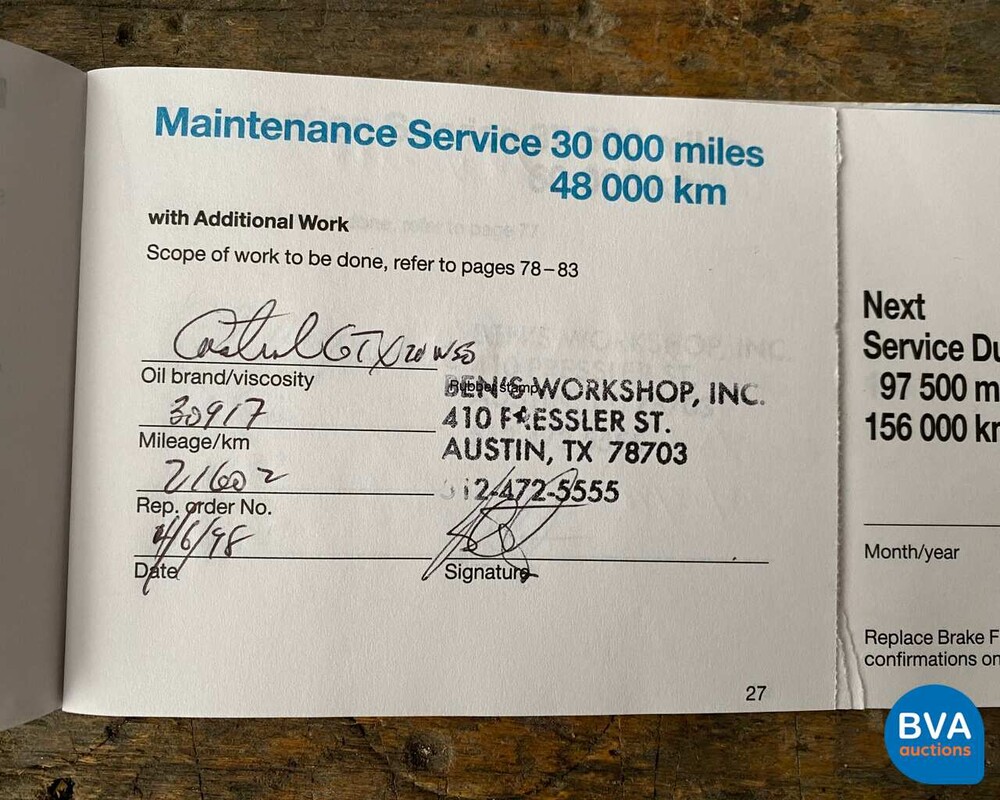 Maintenance Service 30 000 miles
48 000 km
with Additional Work
Scope of work to be done, refer to pages 78–83
Castrol GTX 20W50
Oil brand/viscosity
30917
Mileage/km
21602
Rep. order No.
4/6/98
Date
Rubber stamp
BEN'S WORKSHOP, INC.
410 PRESSLER ST.
AUSTIN, TX 78703
512-472-5555
Signature
27
Next
Service Du
97 500 m
156 000 km
Month/year
Replace Brake F
confirmations on
BVA
auctions